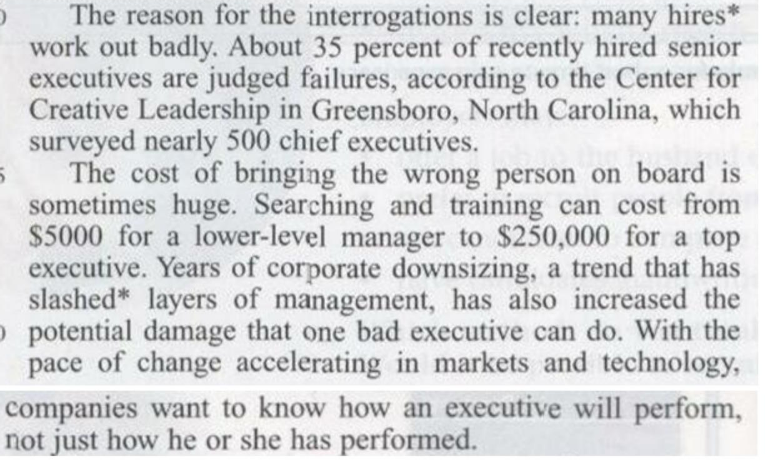 The reason for the interrogations is clear: many hires*
work out badly. About 35 percent of recently hired senior
executives are judged failures, according to the Center for
Creative Leadership in Greensboro, North Carolina, which
surveyed nearly 500 chief executives.
The cost of bringing the wrong person on board is
sometimes huge. Searching and training can cost from
$5000 for a lower-level manager to $250,000 for a top
executive. Years of corporate downsizing, a trend that has
slashed* layers of management, has also increased the
potential damage that one bad executive can do. With the
pace of change accelerating in markets and technology,
companies want to know how an executive will perform,
not just how he or she has performed.